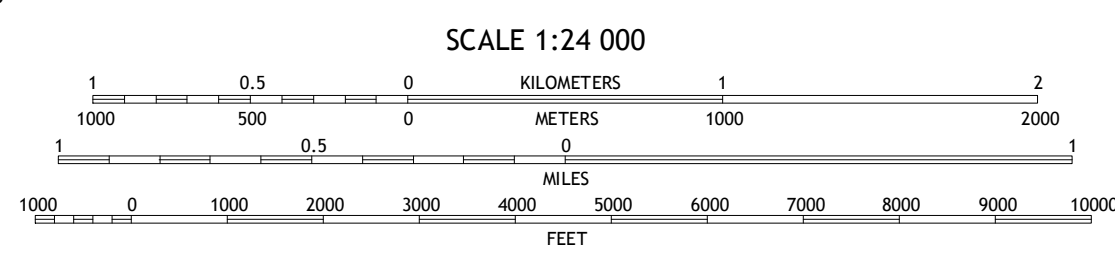 SCALE 1:24 000
1 0.5 0 KILOMETERS 1 2
1000 500 0 METERS 1000 2000
1 0.5 0 1
MILES
1000 0 1000 2000 3000 4000 5000 6000 7000 8000 9000 10000
FEET